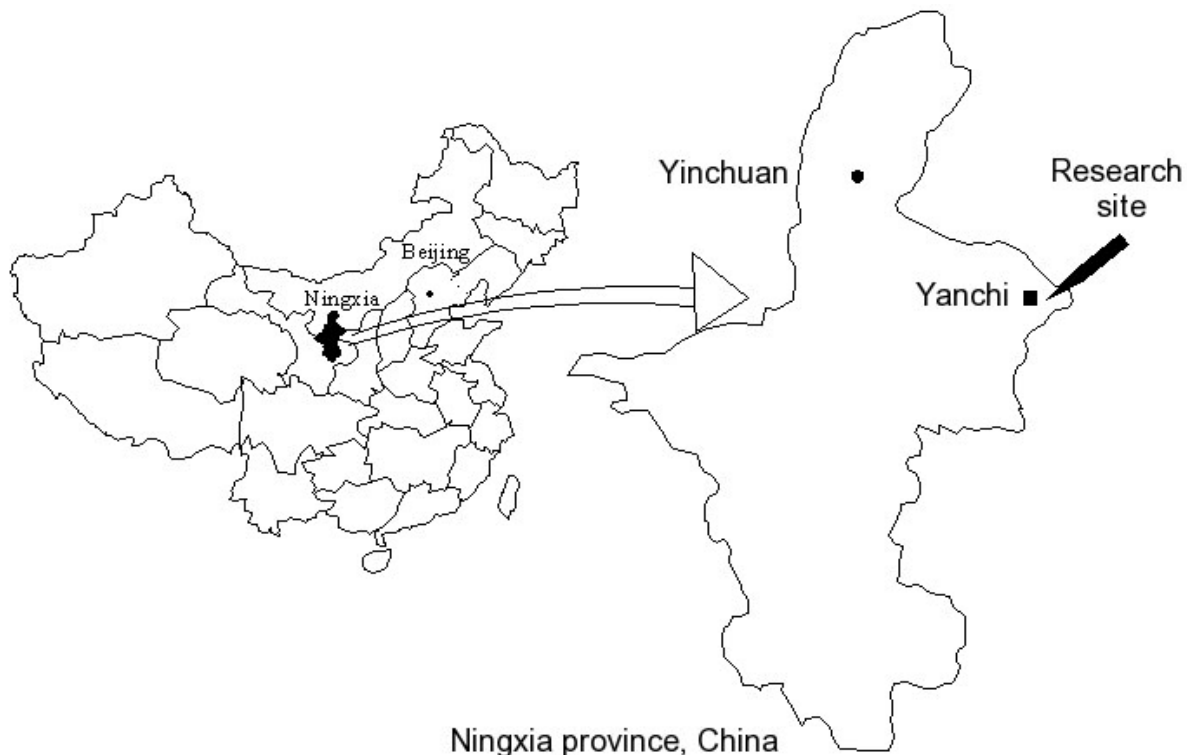 Beijing
Ningxia
Yinchuan
Research
site
Yanchi
Ningxia province, China